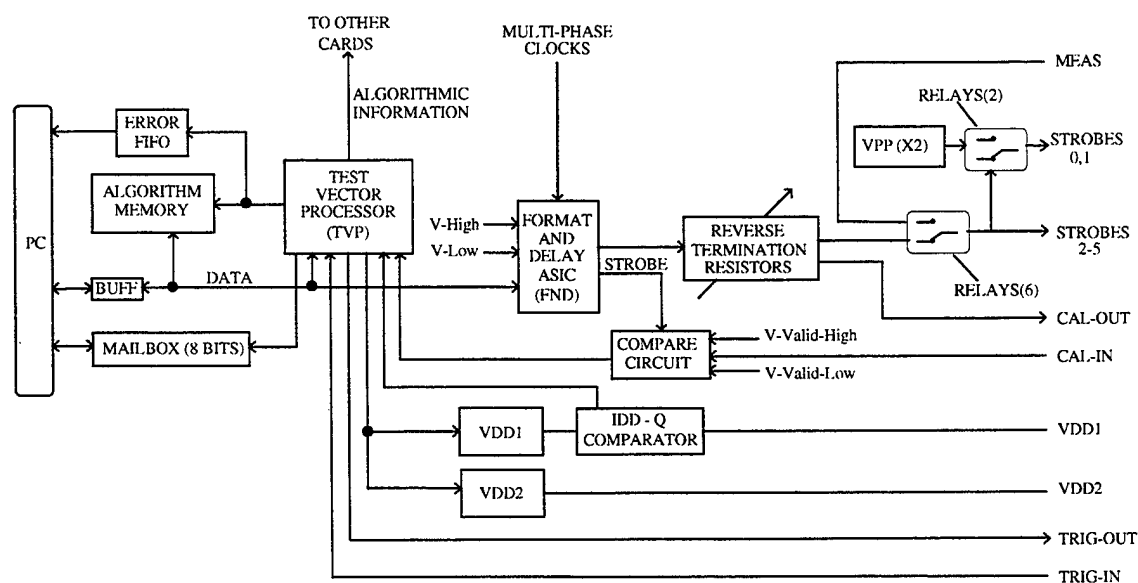 TO OTHER
CARDS
MULTI-PHASE
CLOCKS
MEAS
ALGORITHMIC
INFORMATION
RELAYS(2)
ERROR
FIFO
VPP (X2)
STROBES
0,1
TEST
VECTOR
PROCESSOR
(TVP)
ALGORITHM
MEMORY
PC
V-High
V-Low
FORMAT
AND
DELAY
ASIC
(FND)
REVERSE
TERMINATION
RESISTORS
STROBES
2-5
STROBE
BUFF
DATA
RELAYS(6)
CAL-OUT
MAILBOX (8 BITS)
COMPARE
CIRCUIT
V-Valid-High
CAL-IN
V-Valid-Low
VDD1
IDD - Q
COMPARATOR
VDD1
VDD2
VDD2
TRIG-OUT
TRIG-IN